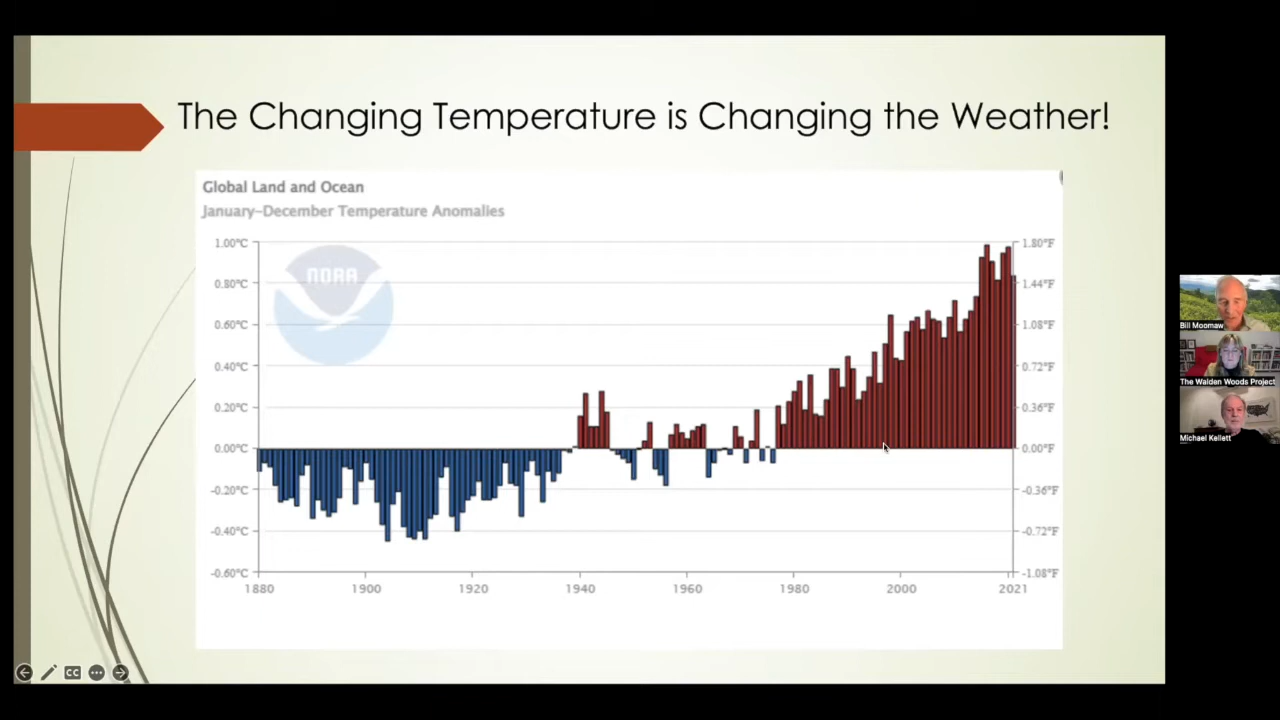 The Changing Temperature is Changing the Weather!
Global Land and Ocean
January–December Temperature Anomalies
NOAA
1.00°C
0.80°C
0.60°C
0.40°C
0.20°C
0.00°C
-0.20°C
-0.40°C
-0.60°C
1.80°F
1.44°F
1.08°F
0.72°F
0.36°F
0.00°F
-0.36°F
-0.72°F
-1.08°F
1880 1900 1920 1940 1960 1980 2000 2021
Bill Moomaw
The Walden Woods Project
Michael Kellett
CC